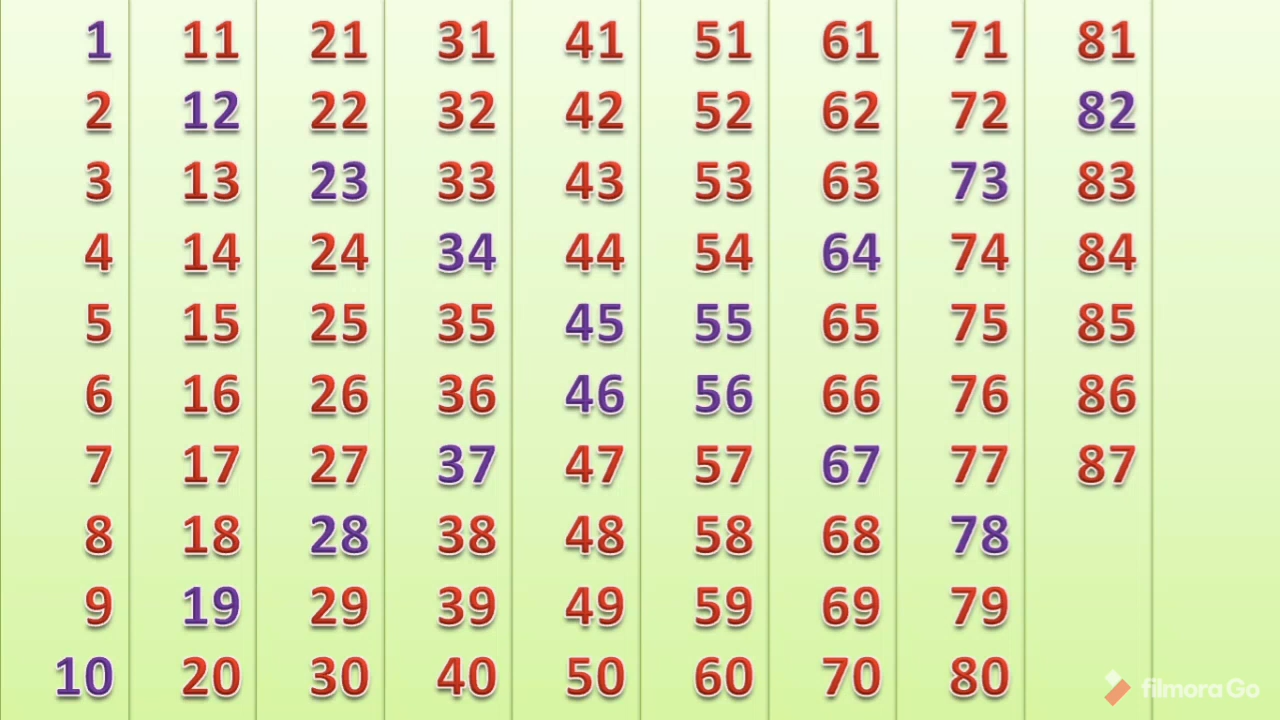 1 11 21 31 41 51 61 71 81
2 12 22 32 42 52 62 72 82
3 13 23 33 43 53 63 73 83
4 14 24 34 44 54 64 74 84
5 15 25 35 45 55 65 75 85
6 16 26 36 46 56 66 76 86
7 17 27 37 47 57 67 77 87
8 18 28 38 48 58 68 78
9 19 29 39 49 59 69 79
10 20 30 40 50 60 70 80
filmora Go